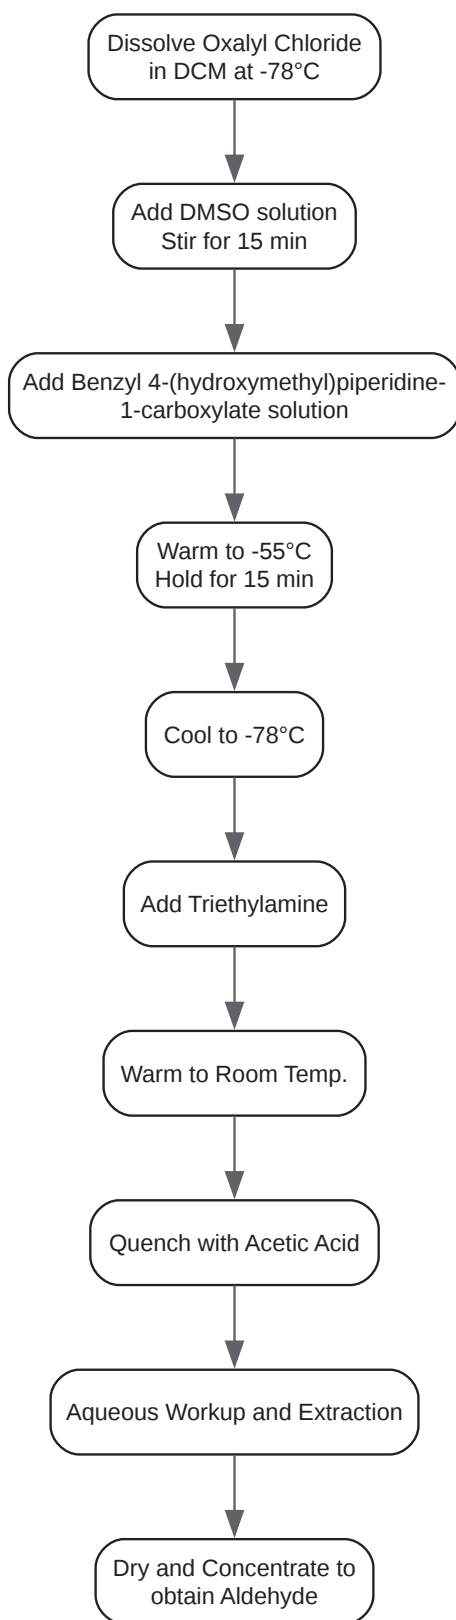 Dissolve Oxalyl Chloride
in DCM at -78°C
Add DMSO solution
Stir for 15 min
Add Benzyl 4-(hydroxymethyl)piperidine-
1-carboxylate solution
Warm to -55°C
Hold for 15 min
Cool to -78°C
Add Triethylamine
Warm to Room Temp.
Quench with Acetic Acid
Aqueous Workup and Extraction
Dry and Concentrate to
obtain Aldehyde